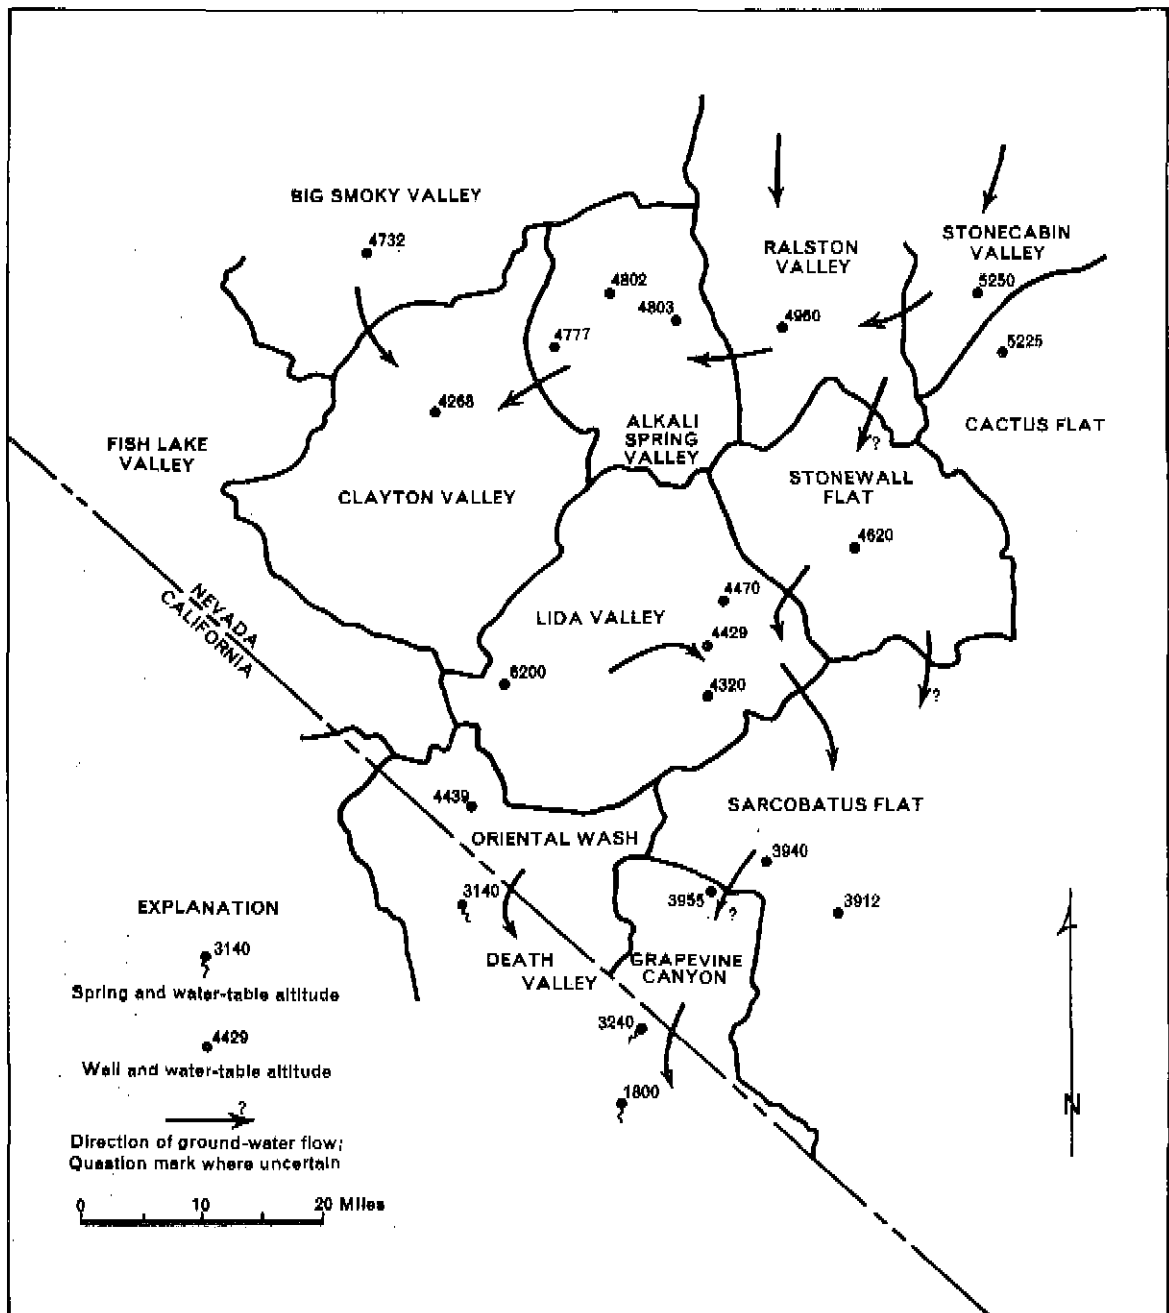 BIG SMOKY VALLEY
4732
RALSTON
VALLEY
STONECABIN
VALLEY
5250
4802
4803
4960
4777
5225
4268
ALKALI
SPRING
VALLEY
CACTUS FLAT
FISH LAKE
VALLEY
?
CLAYTON VALLEY
STONEWALL
FLAT
4620
NEVADA
CALIFORNIA
4470
LIDA VALLEY
4429
4320
?
4439
SARCOBATUS FLAT
ORIENTAL WASH
3940
3140
3955
?
3912
EXPLANATION
3140
Spring and water-table altitude
DEATH
VALLEY
GRAPEVINE
CANYON
3240
4429
Well and water-table altitude
1800
?
Direction of ground-water flow;
Question mark where uncertain
N
0 10 20 Miles